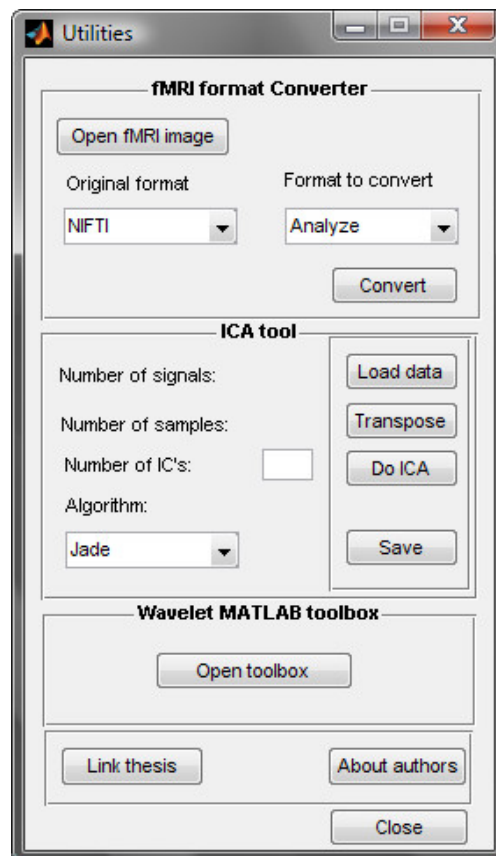 Utilities
fMRI format Converter
Open fMRI image
Original format
Format to convert
NIFTI
Analyze
Convert
ICA tool
Number of signals:
Load data
Number of samples:
Transpose
Number of IC's:
Do ICA
Algorithm:
Jade
Save
Wavelet MATLAB toolbox
Open toolbox
Link thesis
About authors
Close